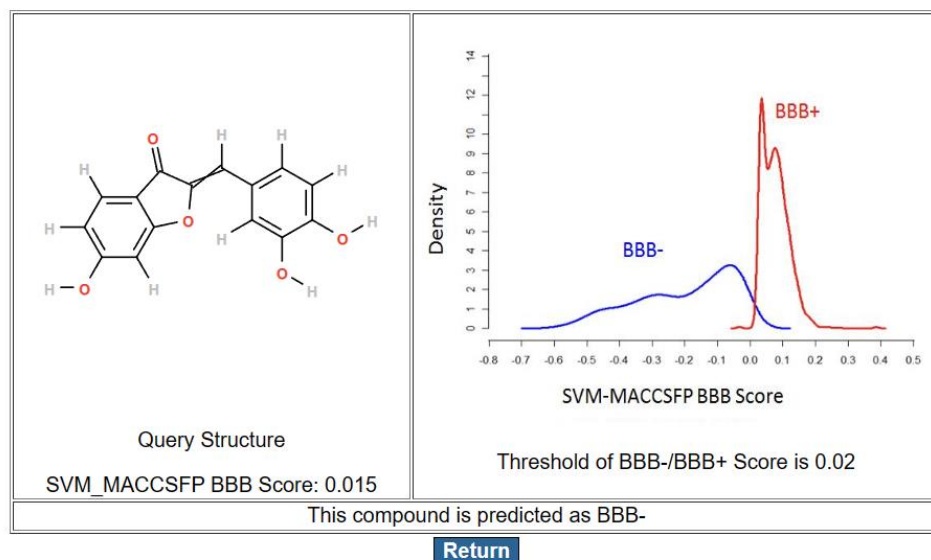 O
H
H
H
H
O
H
H
H
O
H
O
H
O
H
Query Structure
SVM_MACCSFP BBB Score: 0.015
14
12
10
9
8
7
6
5
4
3
2
1
0
Density
BBB+
BBB-
-0.8 -0.7 -0.6 -0.5 -0.4 -0.3 -0.2 -0.1 0.0 0.1 0.2 0.3 0.4 0.5
SVM-MACCSFP BBB Score
Threshold of BBB-/BBB+ Score is 0.02
This compound is predicted as BBB-
Return